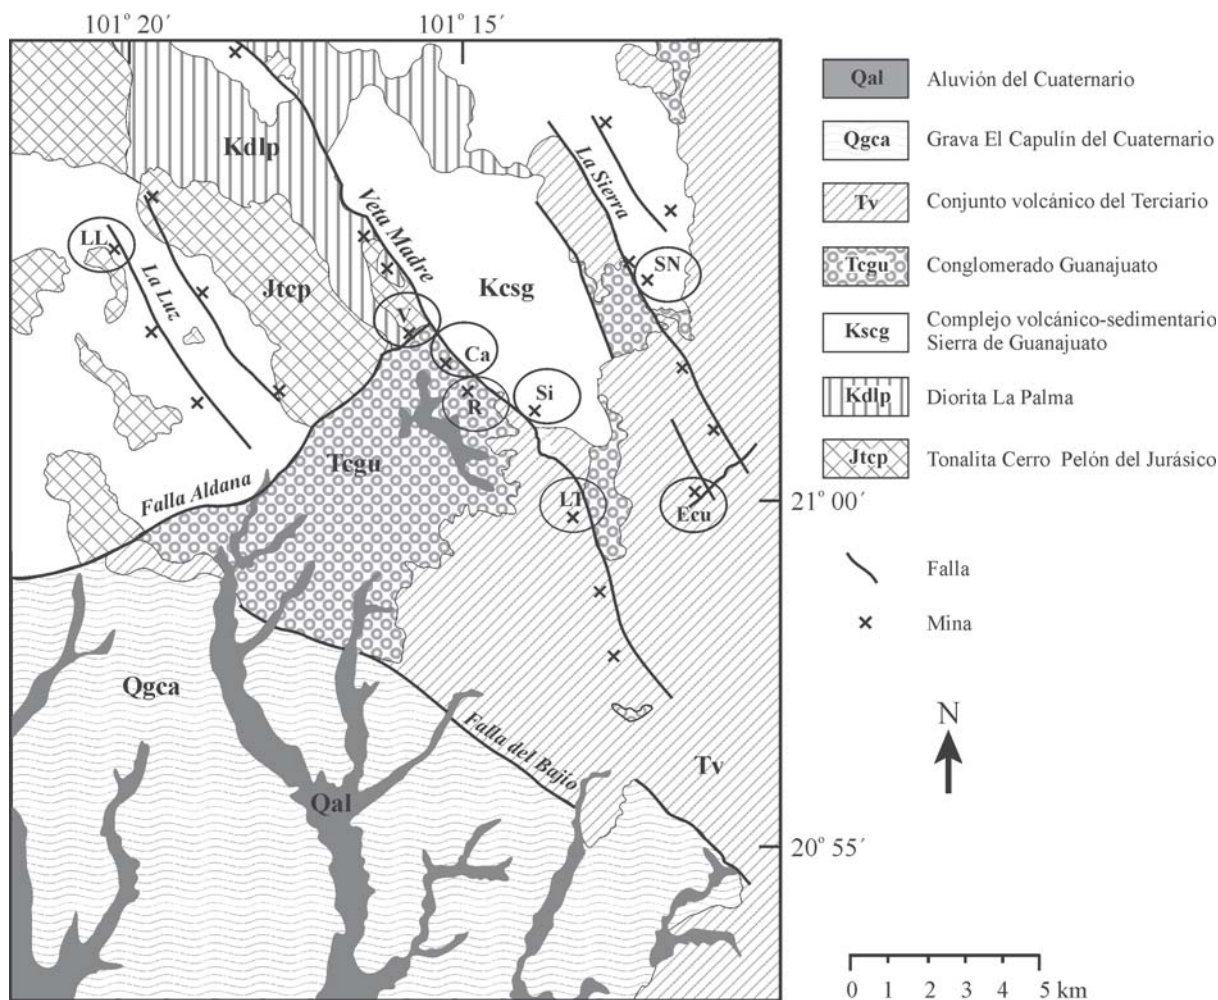 101° 20´
101° 15´
Kdlp
La Sierra
Veta Madre
LL
La Luz
SN
Jtcp
Kcsg
V
Ca
R
Si
Tcgu
Falla Aldana
LT
Ecu
21° 00´
Qgca
Falla del Bajío
Tv
Qal
20° 55´
Qal Aluvión del Cuaternario
Qgca Grava El Capulín del Cuaternario
Tv Conjunto volcánico del Terciario
Tcgu Conglomerado Guanajuato
Kscg Complejo volcánico-sedimentario
Sierra de Guanajuato
Kdlp Diorita La Palma
Jtcp Tonalita Cerro Pelón del Jurásico
Falla
Mina
N
0 1 2 3 4 5 km